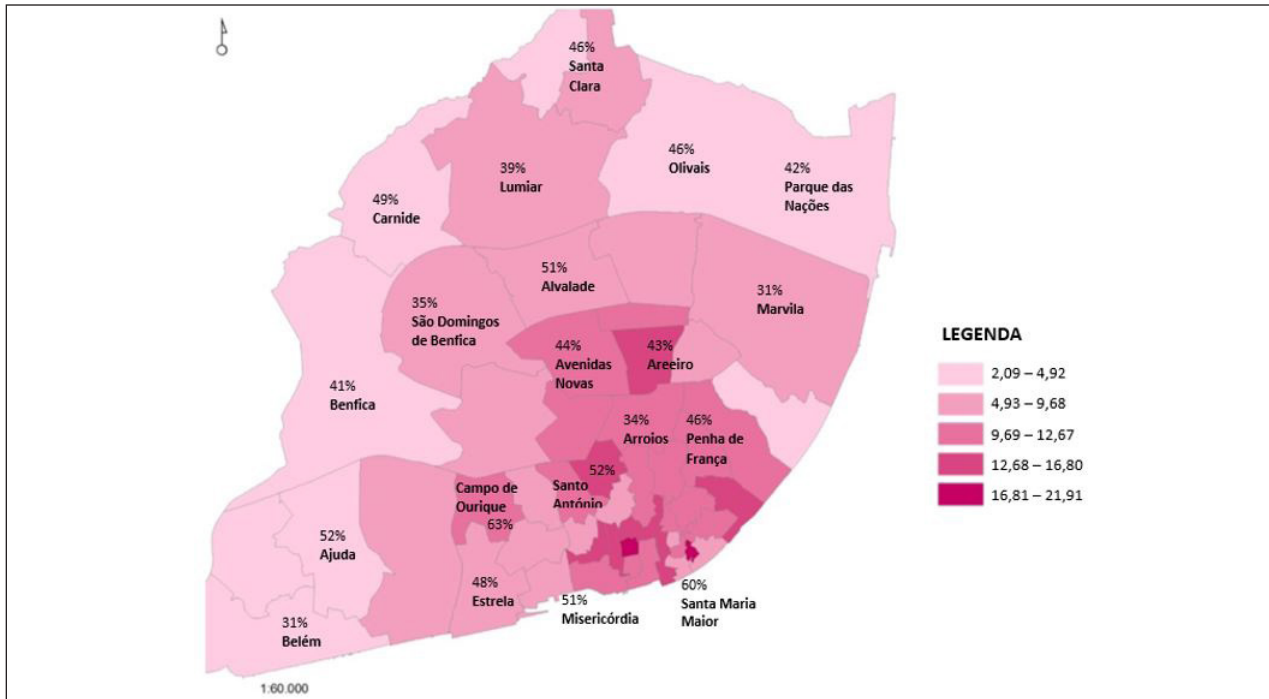 46%
Santa
Clara
46%
Olivais
42%
Parque das
Nações
39%
Lumiar
49%
Carnide
51%
Alvalade
31%
Marvila
35%
São Domingos
de Benfica
44%
Avenidas
Novas
43%
Areeiro
41%
Benfica
34%
Arroios
46%
Penha de
França
52%
Santo
António
Campo de
Ourique
63%
52%
Ajuda
48%
Estrela
51%
Misericórdia
60%
Santa Maria
Maior
31%
Belém
1:60.000
LEGENDA
2,09 – 4,92
4,93 – 9,68
9,69 – 12,67
12,68 – 16,80
16,81 – 21,91